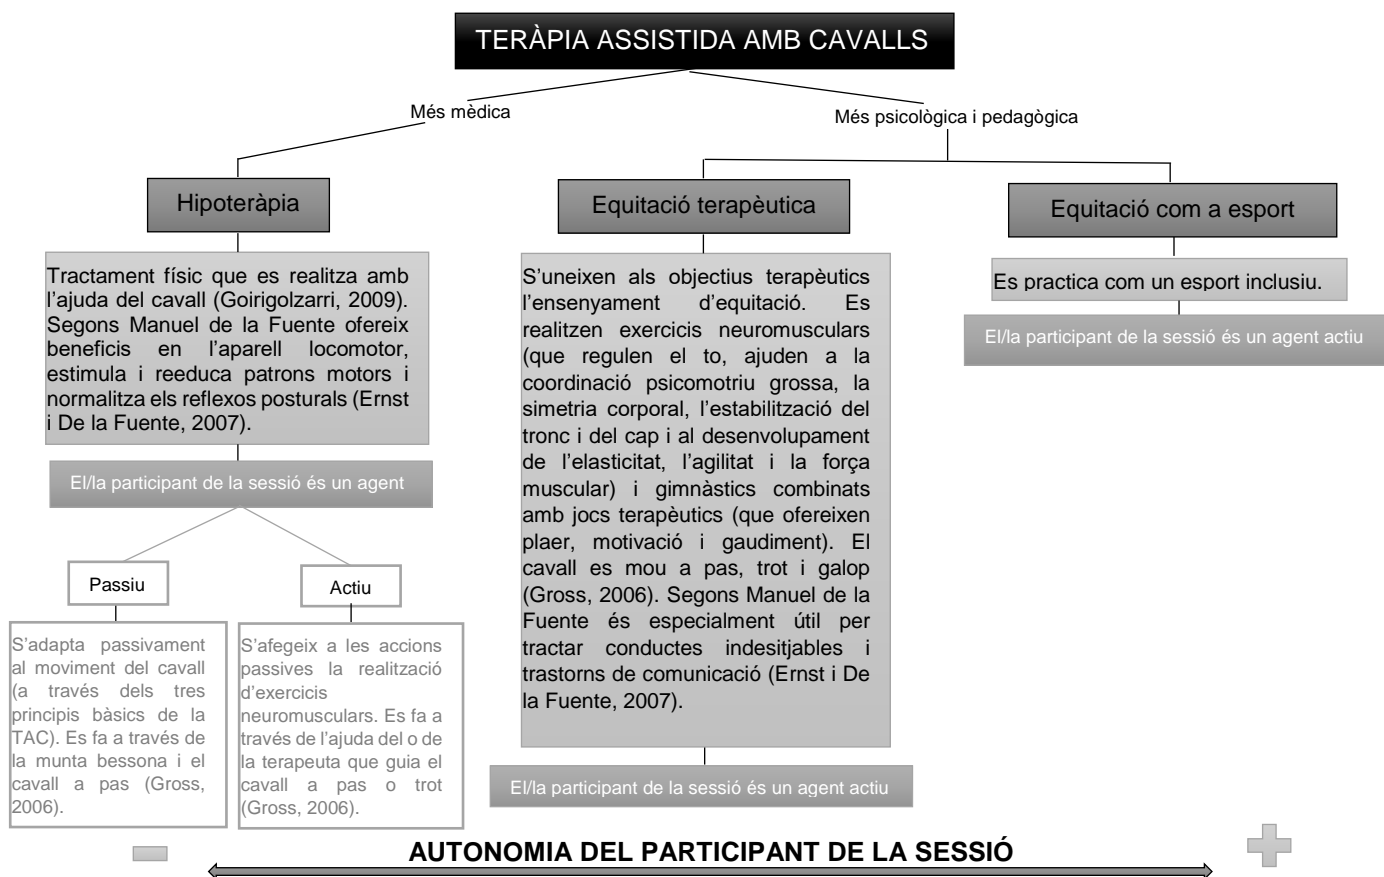 TERÀPIA ASSISTIDA AMB CAVALLS
Més mèdica
Més psicològica i pedagògica
Hipoteràpia
Tractament físic que es realitza amb
l'ajuda del cavall (Goirigolzarri, 2009).
Segons Manuel de la Fuente ofereix
beneficis en l'aparell locomotor,
estimula i reeduca patrons motors i
normalitza els reflexos posturals (Ernst
i De la Fuente, 2007).
El/la participant de la sessió és un agent
Passiu
S'adapta passivament
al moviment del cavall
(a través dels tres
principis bàsics de la
TAC). Es fa a través de
la munta bessona i el
cavall a pas (Gross,
2006).
Actiu
S'afegeix a les accions
passives la realització
d'exercicis
neuromusculars. Es fa a
través de l'ajuda del o de
la terapeuta que guia el
cavall a pas o trot
(Gross, 2006).
Equitació terapèutica
S'uneixen als objectius terapèutics
l'ensenyament d'equitació. Es
realitzen exercicis neuromusculars
(que regulen el to, ajuden a la
coordinació psicomotriu grossa, la
simetria corporal, l'estabilització del
tronc i del cap i al desenvolupament
de l'elasticitat, l'agilitat i la força
muscular) i gimnàstics combinats
amb jocs terapèutics (que ofereixen
plaer, motivació i gaudiment). El
cavall es mou a pas, trot i galop
(Gross, 2006). Segons Manuel de la
Fuente és especialment útil per
tractar conductes indesitjables i
trastorns de comunicació (Ernst i De
la Fuente, 2007).
El/la participant de la sessió és un agent actiu
Equitació com a esport
Es practica com un esport inclusiu.
El/la participant de la sessió és un agent actiu
AUTONOMIA DEL PARTICIPANT DE LA SESSIÓ